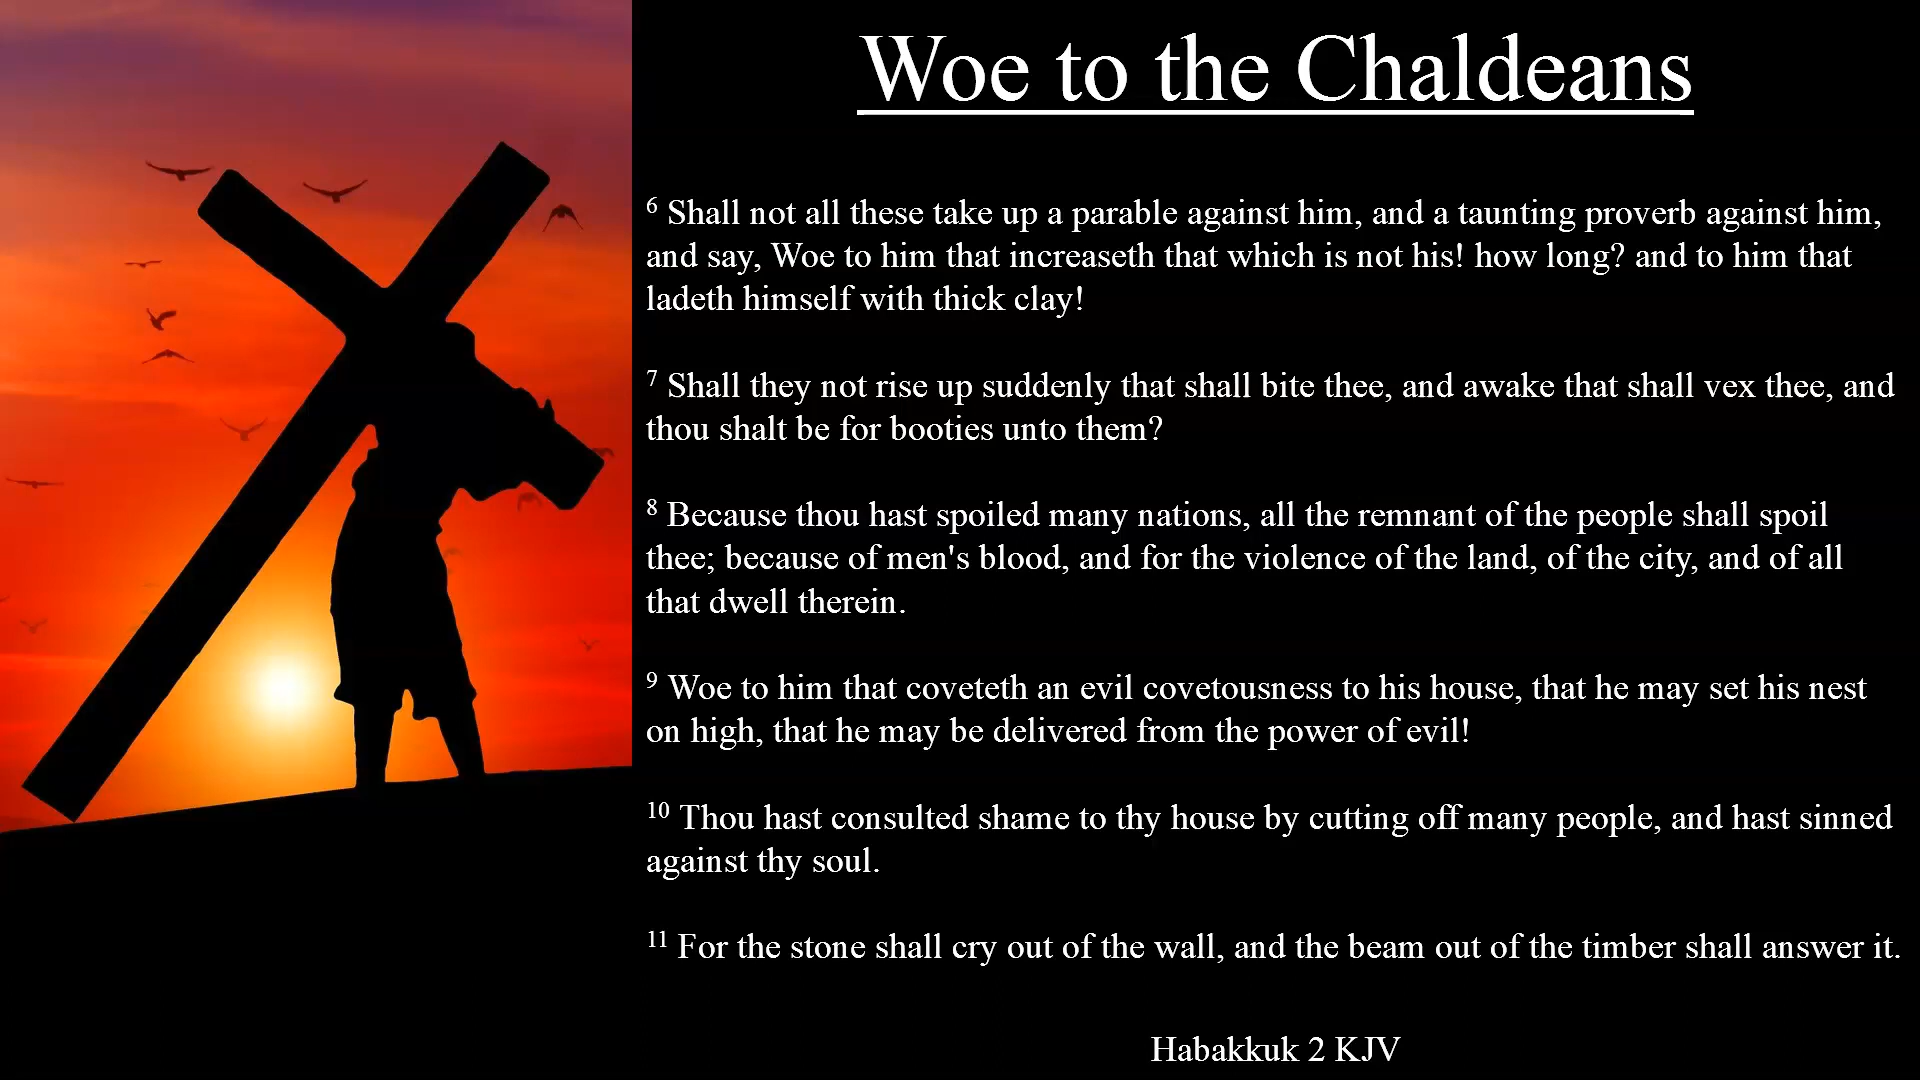 Woe to the Chaldeans
6 Shall not all these take up a parable against him, and a taunting proverb against him,
and say, Woe to him that increaseth that which is not his! how long? and to him that
ladeth himself with thick clay!
7 Shall they not rise up suddenly that shall bite thee, and awake that shall vex thee, and
thou shalt be for booties unto them?
8 Because thou hast spoiled many nations, all the remnant of the people shall spoil
thee; because of men's blood, and for the violence of the land, of the city, and of all
that dwell therein.
9 Woe to him that coveteth an evil covetousness to his house, that he may set his nest
on high, that he may be delivered from the power of evil!
10 Thou hast consulted shame to thy house by cutting off many people, and hast sinned
against thy soul.
11 For the stone shall cry out of the wall, and the beam out of the timber shall answer it.
Habakkuk 2 KJV